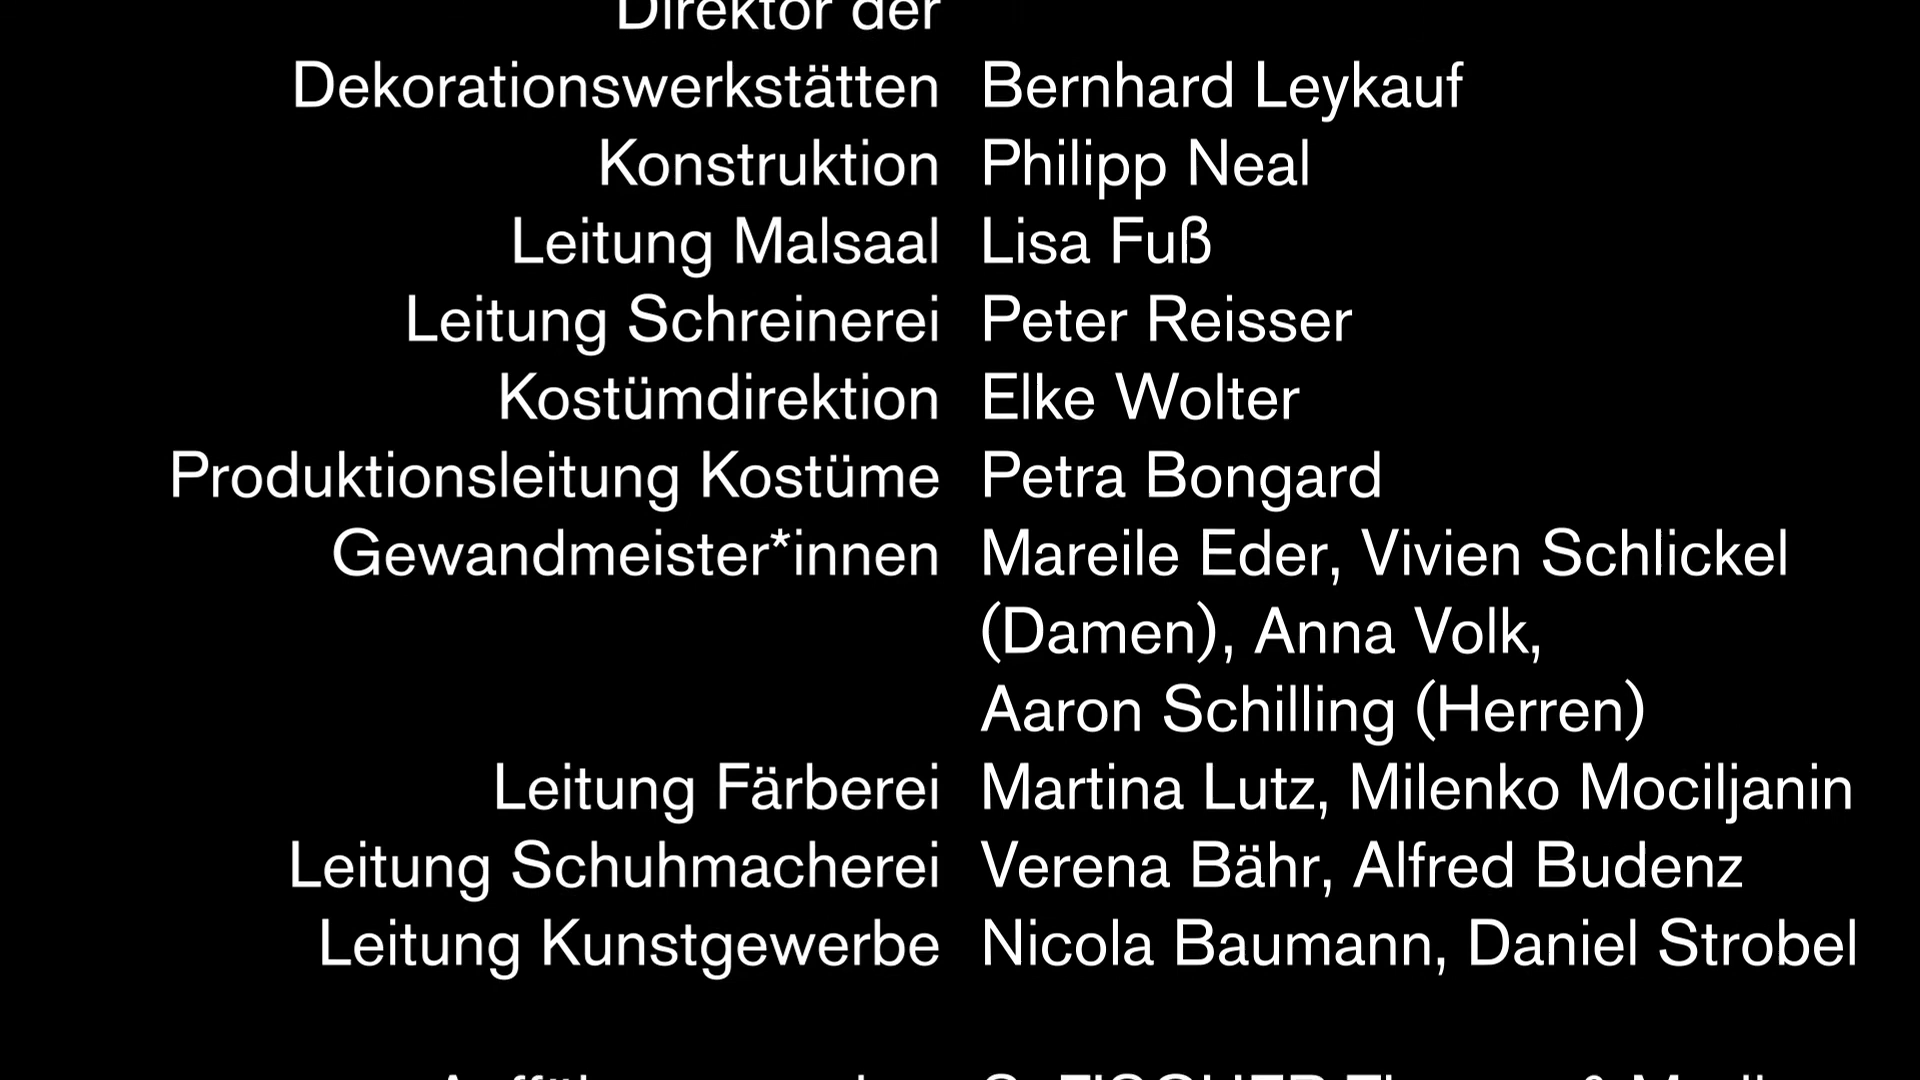 Direktor der
Dekorationswerkstätten Bernhard Leykauf
Konstruktion Philipp Neal
Leitung Malsaal Lisa Fuß
Leitung Schreinerei Peter Reisser
Kostümdirektion Elke Wolter
Produktionsleitung Kostüme Petra Bongard
Gewandmeister*innen Mareile Eder, Vivien Schlickel
(Damen), Anna Volk,
Aaron Schilling (Herren)
Leitung Färberei Martina Lutz, Milenko Mociljanin
Leitung Schuhmacherei Verena Bähr, Alfred Budenz
Leitung Kunstgewerbe Nicola Baumann, Daniel Strobel
S. FISCHER